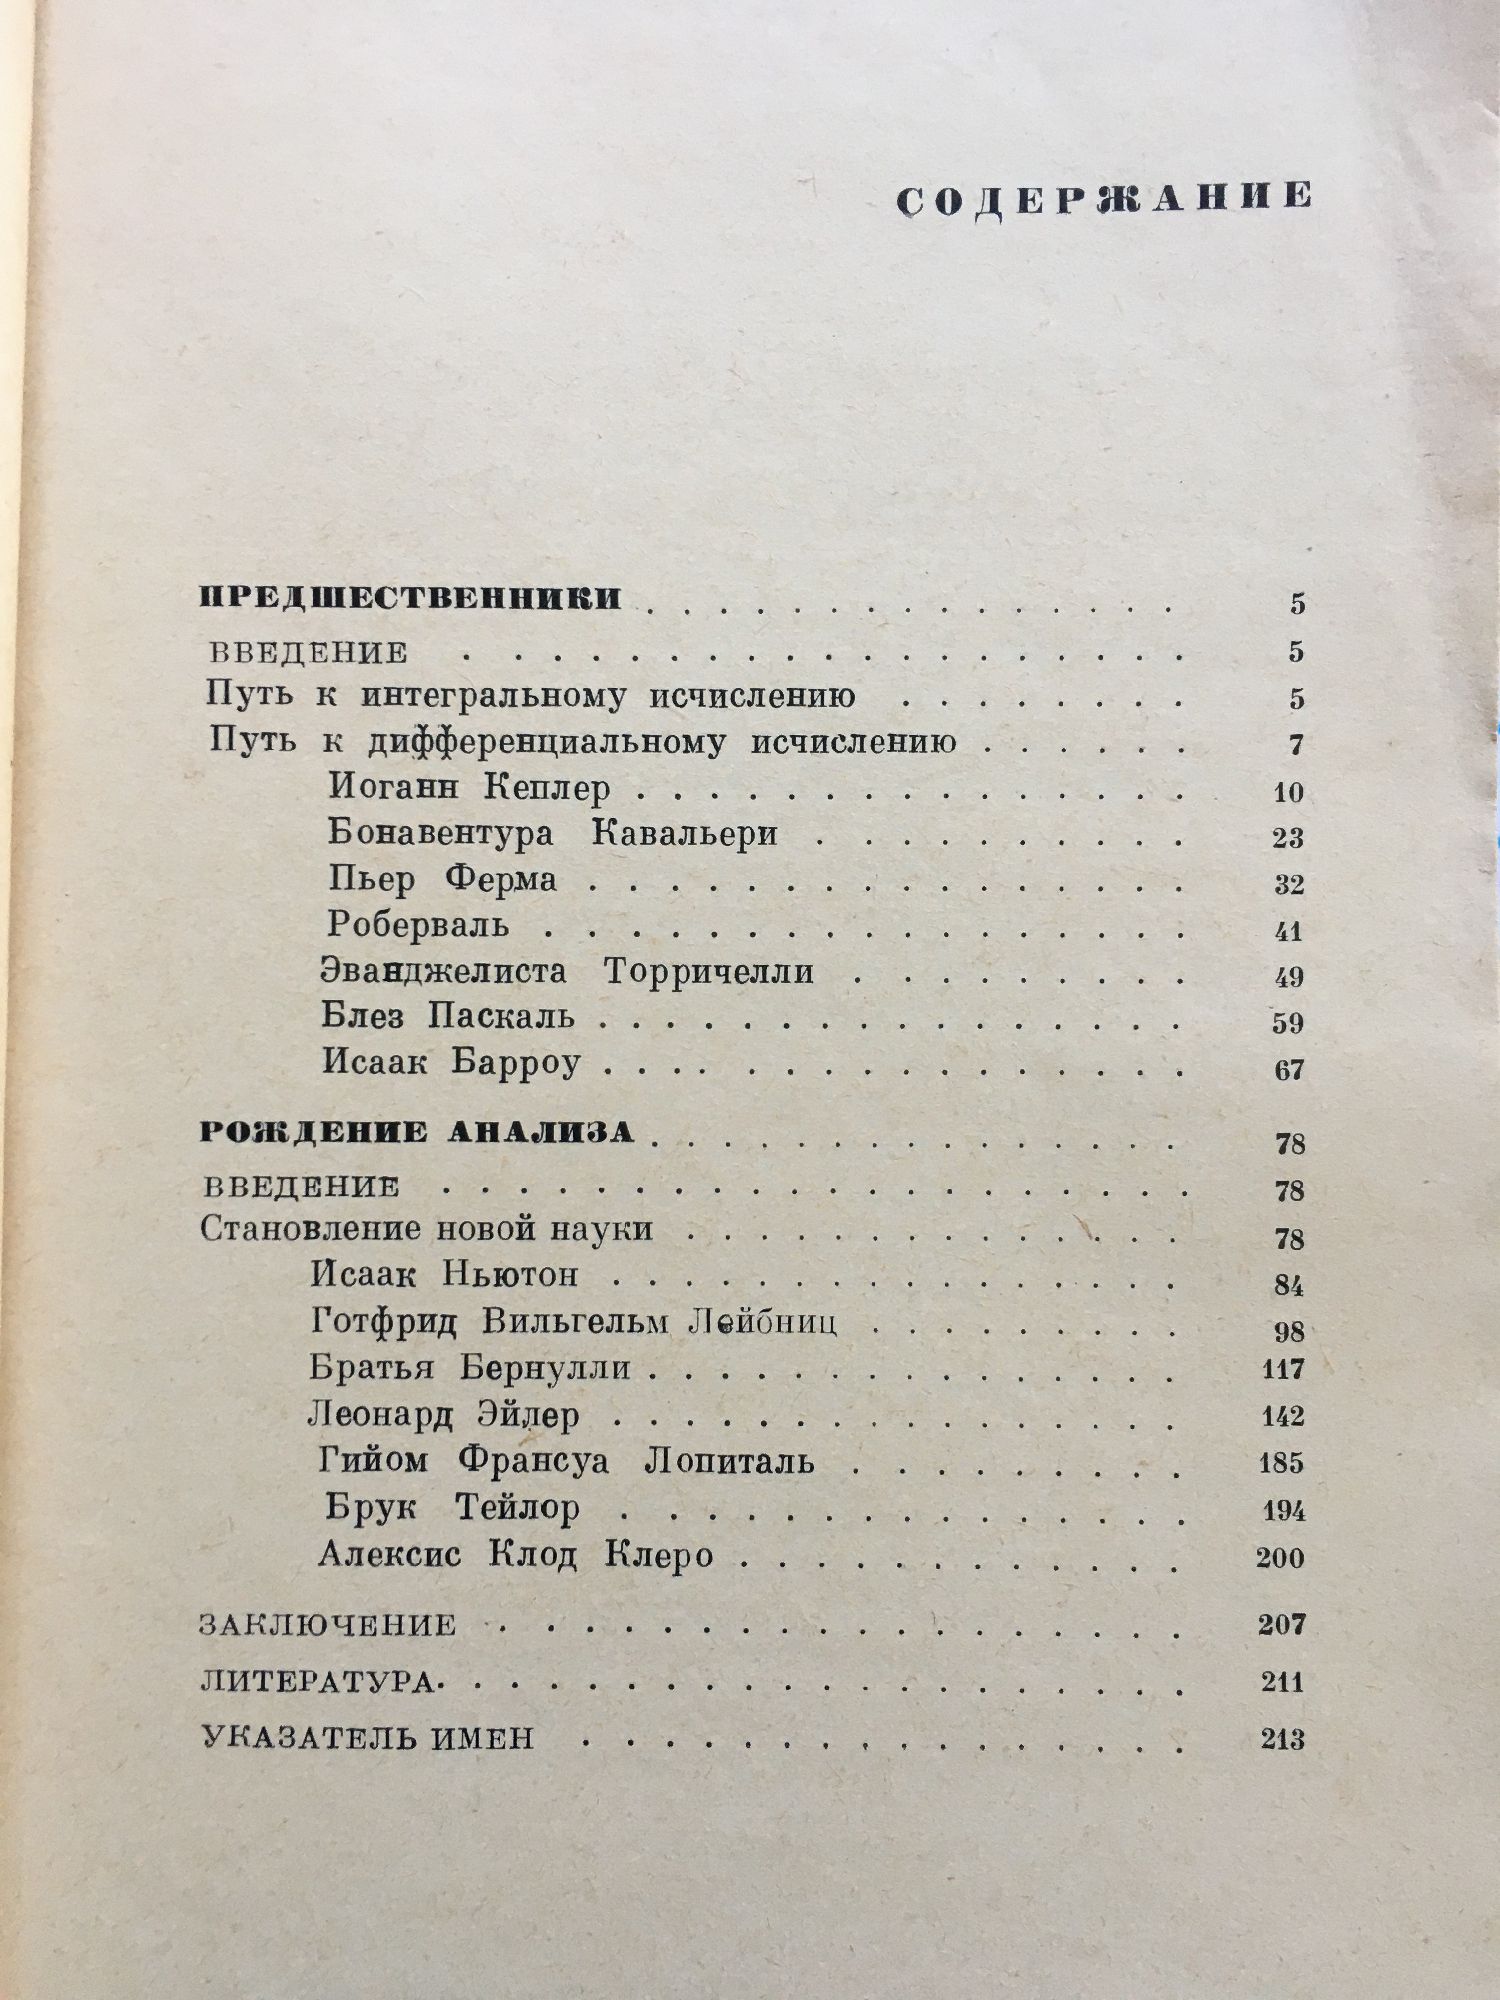 СОДЕРЖАНИЕ
ПРЕДШЕСТВЕННИКИ . . . . . . . . . . . . . . . 5
ВВЕДЕНИЕ . . . . . . . . . . . . . . . . . . 5
Путь к интегральному исчислению . . . . . . . . 5
Путь к дифференциальному исчислению . . . . . . 7
Иоганн Кеплер . . . . . . . . . . . . . . . 10
Бонавентура Кавальери . . . . . . . . . . 23
Пьер Ферма . . . . . . . . . . . . . . . . 32
Роберваль . . . . . . . . . . . . . . . . . 41
Эванджелиста Торричелли . . . . . . . . . 49
Блез Паскаль . . . . . . . . . . . . . . . . 59
Исаак Барроу . . . . . . . . . . . . . . . . 67
РОЖДЕНИЕ АНАЛИЗА . . . . . . . . . . . . . . . 78
ВВЕДЕНИЕ . . . . . . . . . . . . . . . . . . . 78
Становление новой науки . . . . . . . . . . . . . . 78
Исаак Ньютон . . . . . . . . . . . . . . . . 84
Готфрид Вильгельм Лейбниц . . . . . . . . . 98
Братья Бернулли . . . . . . . . . . . . . . . 117
Леонард Эйлер . . . . . . . . . . . . . . . . 142
Гийом Франсуа Лопиталь . . . . . . . . . 185
Брук Тейлор . . . . . . . . . . . . . . . 194
Алексис Клод Клеро . . . . . . . . . . . . 200
ЗАКЛЮЧЕНИЕ . . . . . . . . . . . . . . . . . . 207
ЛИТЕРАТУРА . . . . . . . . . . . . . . . . . . . . 211
УКАЗАТЕЛЬ ИМЕН . . . . . . . . . . . . . . . . 213